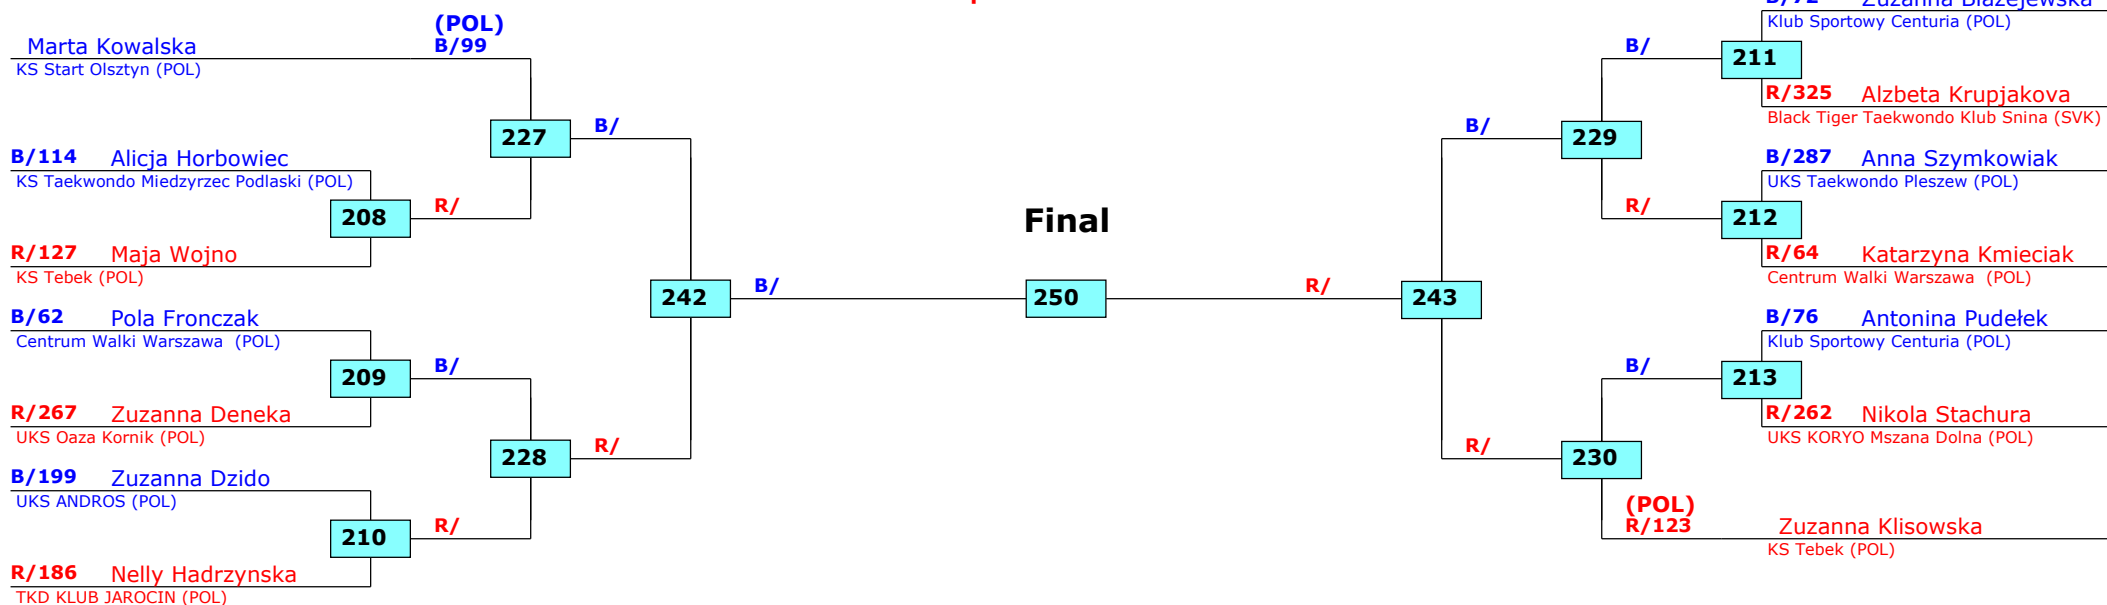 (POL)
Marta Kowalska B/99
KS Start Olsztyn (POL)
227
B/
B/114 Alicja Horbowiec
KS Taekwondo Miedzyrzec Podlaski (POL)
208
R/
R/127 Maja Wojno
KS Tebek (POL)
242
B/
B/62 Pola Fronczak
Centrum Walki Warszawa (POL)
209
B/
R/267 Zuzanna Deneka
UKS Oaza Kornik (POL)
228
R/
B/199 Zuzanna Dzido
UKS ANDROS (POL)
210
R/
R/186 Nelly Hadrzynska
TKD KLUB JAROCIN (POL)
Final
250
B/72 Zuzanna Blazejewska
Klub Sportowy Centuria (POL)
B/
211
R/325 Alzbeta Krupjakova
Black Tiger Taekwondo Klub Snina (SVK)
B/
229
B/287 Anna Szymkowiak
UKS Taekwondo Pleszew (POL)
R/
212
R/64 Katarzyna Kmieciak
Centrum Walki Warszawa (POL)
R/
243
B/76 Antonina Pudełek
Klub Sportowy Centuria (POL)
B/
213
R/262 Nikola Stachura
UKS KORYO Mszana Dolna (POL)
R/
230
(POL)
R/123 Zuzanna Klisowska
KS Tebek (POL)